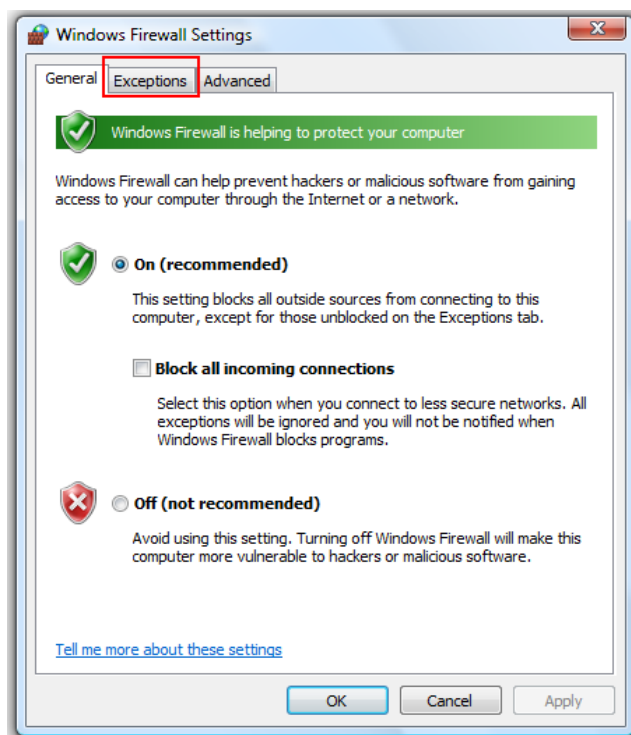 Windows Firewall Settings
General Exceptions Advanced
Windows Firewall is helping to protect your computer
Windows Firewall can help prevent hackers or malicious software from gaining
access to your computer through the Internet or a network.
On (recommended)
This setting blocks all outside sources from connecting to this
computer, except for those unblocked on the Exceptions tab.
Block all incoming connections
Select this option when you connect to less secure networks. All
exceptions will be ignored and you will not be notified when
Windows Firewall blocks programs.
Off (not recommended)
Avoid using this setting. Turning off Windows Firewall will make this
computer more vulnerable to hackers or malicious software.
Tell me more about these settings
OK Cancel Apply